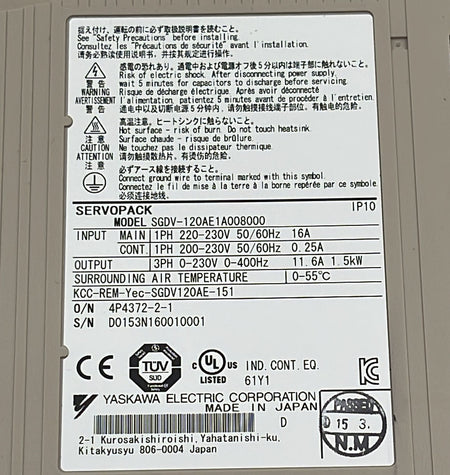 据え付け、運転の前に必ず取扱説明書を読むこと。
See "Safety Precautions" before installing.
Consultez les "Précautions de sécurité" avant l'installation.
请务必熟读使用说明书，并按其规定进行操作。
警告
WARNING
警告
AVERTISSEMENT
感電の恐れあり。通電中および電源オフ後5分以内は端子部に触れないこと。
Risk of electric shock. After disconnecting power supply,
wait 5 minutes for capacitors to discharge before servicing.
Risque de décharge électrique. Après avoir déconnecté
l'alimentation, patientez 5 minutes avant de procéder à l'entretien.
通电中以及切断电源5分钟内，请勿触摸接线端子部位。有触电的危险。
注意
CAUTION
注意
ATTENTION
高温注意。ヒートシンクに触らないこと。
Hot surface - risk of burn. Do not touch heatsink.
Surface chaude - risque de brûlure.
Ne touchez pas le dissipateur thermique.
请勿触摸散热片。有烫伤的危险。
必ずアース線を接続すること。
Connect ground wire to terminal marked with this symbol.
Connectez le fil de mise à la terre à la borne repérée par ce symbole.
必须连接地线。
SERVOPACK IP10
MODEL SGDV-120AE1A008000
INPUT MAIN 1PH 220-230V 50/60Hz 16A
CONT. 1PH 200-230V 50/60Hz 0.25A
OUTPUT 3PH 0-230V 0-400Hz 11.6A 1.5kW
SURROUNDING AIR TEMPERATURE 0-55℃
KCC-REM-Yec-SGDV120AE-151
O/N 4P4372-2-1
S/N D0153N160010001
CE
TÜV
SÜD
C UL US
LISTED
IND. CONT. EQ.
61Y1
YASKAWA ELECTRIC CORPORATION
MADE IN JAPAN D
2-1 Kurosakishiroishi, Yahatanishi-ku,
Kitakyusyu 806-0004 Japan
PASSED
D 15 3.
N.M